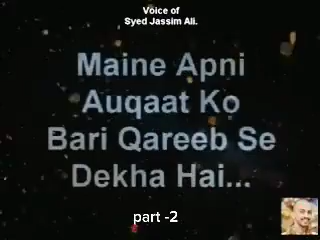 Voice of
Syed Jassim Ali.
Maine Apni
Auqaat Ko
Bari Qareeb Se
Dekha Hai...
part -2